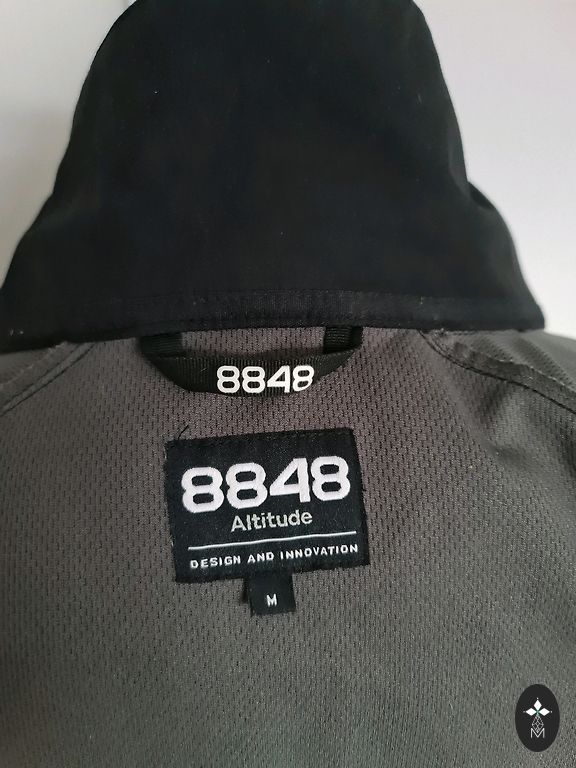 8848
8848
Altitude
DESIGN AND INNOVATION
M
M